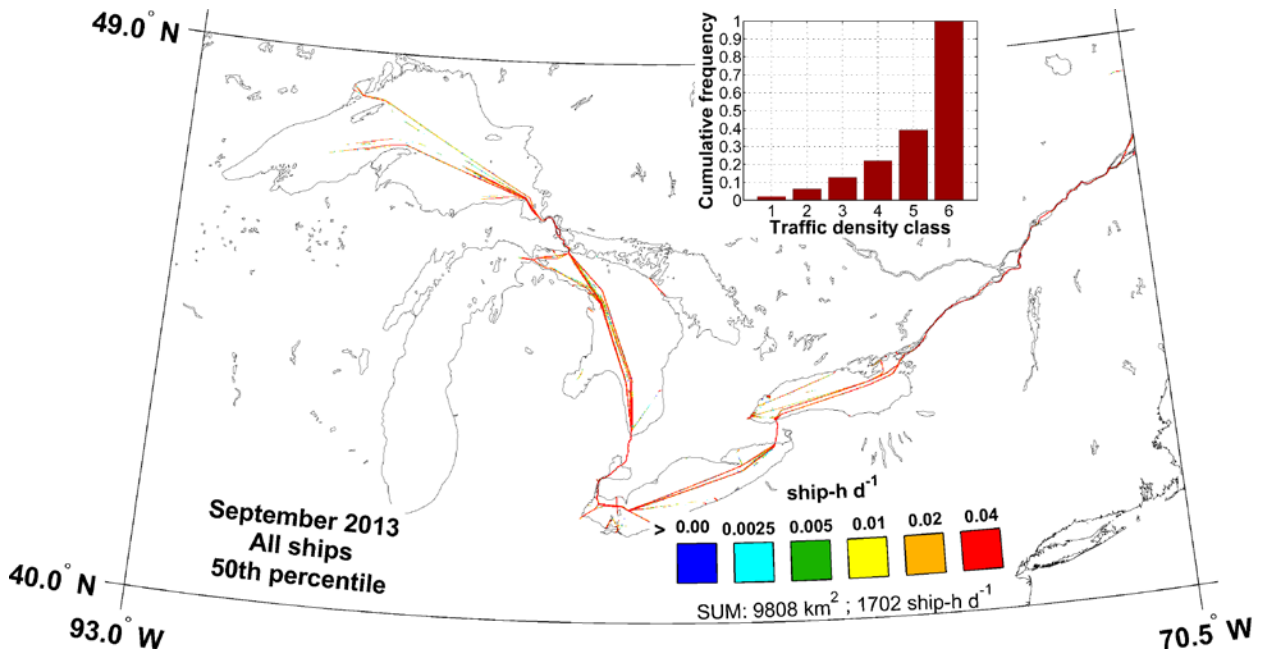 49.0° N
Cumulative frequency
1
0.9
0.8
0.7
0.6
0.5
0.4
0.3
0.2
0.1
0
1 2 3 4 5 6
Traffic density class
ship-h d⁻¹
> 0.00 0.0025 0.005 0.01 0.02 0.04
SUM: 9808 km² ; 1702 ship-h d⁻¹
September 2013
All ships
50th percentile
40.0° N
93.0° W
70.5° W